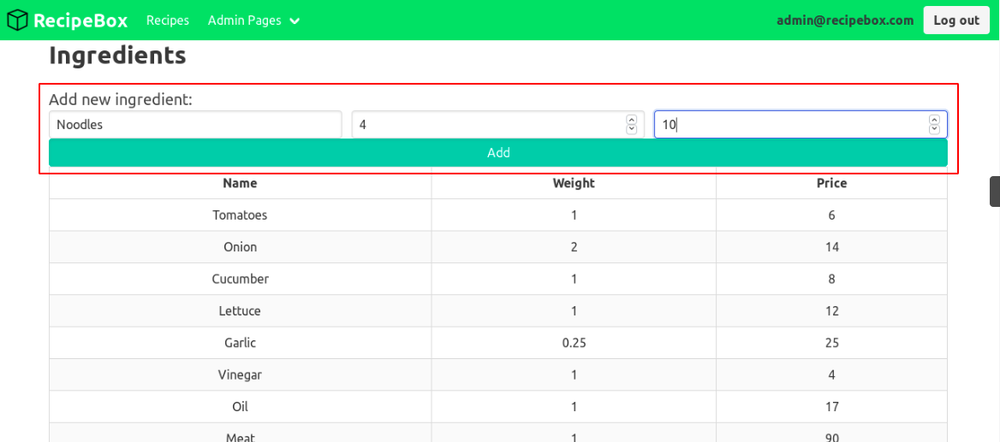 RecipeBox Recipes Admin Pages admin@recipebox.com Log out
Ingredients
Add new ingredient:
Noodles 4 10
Add
Name Weight Price
Tomatoes 1 6
Onion 2 14
Cucumber 1 8
Lettuce 1 12
Garlic 0.25 25
Vinegar 1 4
Oil 1 17
Meat 1 90